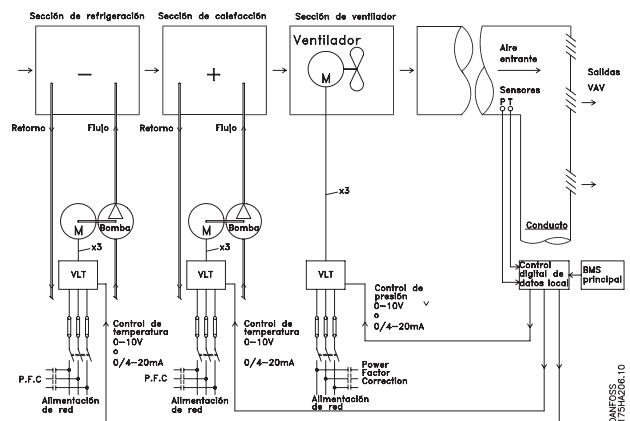 Sección de refrigeración
Sección de calefacción
Sección de ventilador
Ventilador
M
Aire
entrante
Salidas
VAV
Sensores
P T
Retorno
Flujo
Retorno
Flujo
Conducto
M
Bomba
M
Bomba
x3
x3
x3
VLT
VLT
VLT
Control
digital de
datos local
BMS
principal
Control de
presión
0-10V
o
0/4-20mA
Control de
temperatura
0-10V
o
0/4-20mA
Control de
temperatura
0-10V
o
0/4-20mA
P.F.C
P.F.C
Power
Factor
Correction
Alimentación
de red
Alimentación
de red
Alimentación
de red
DANFOSS
175HA206.10